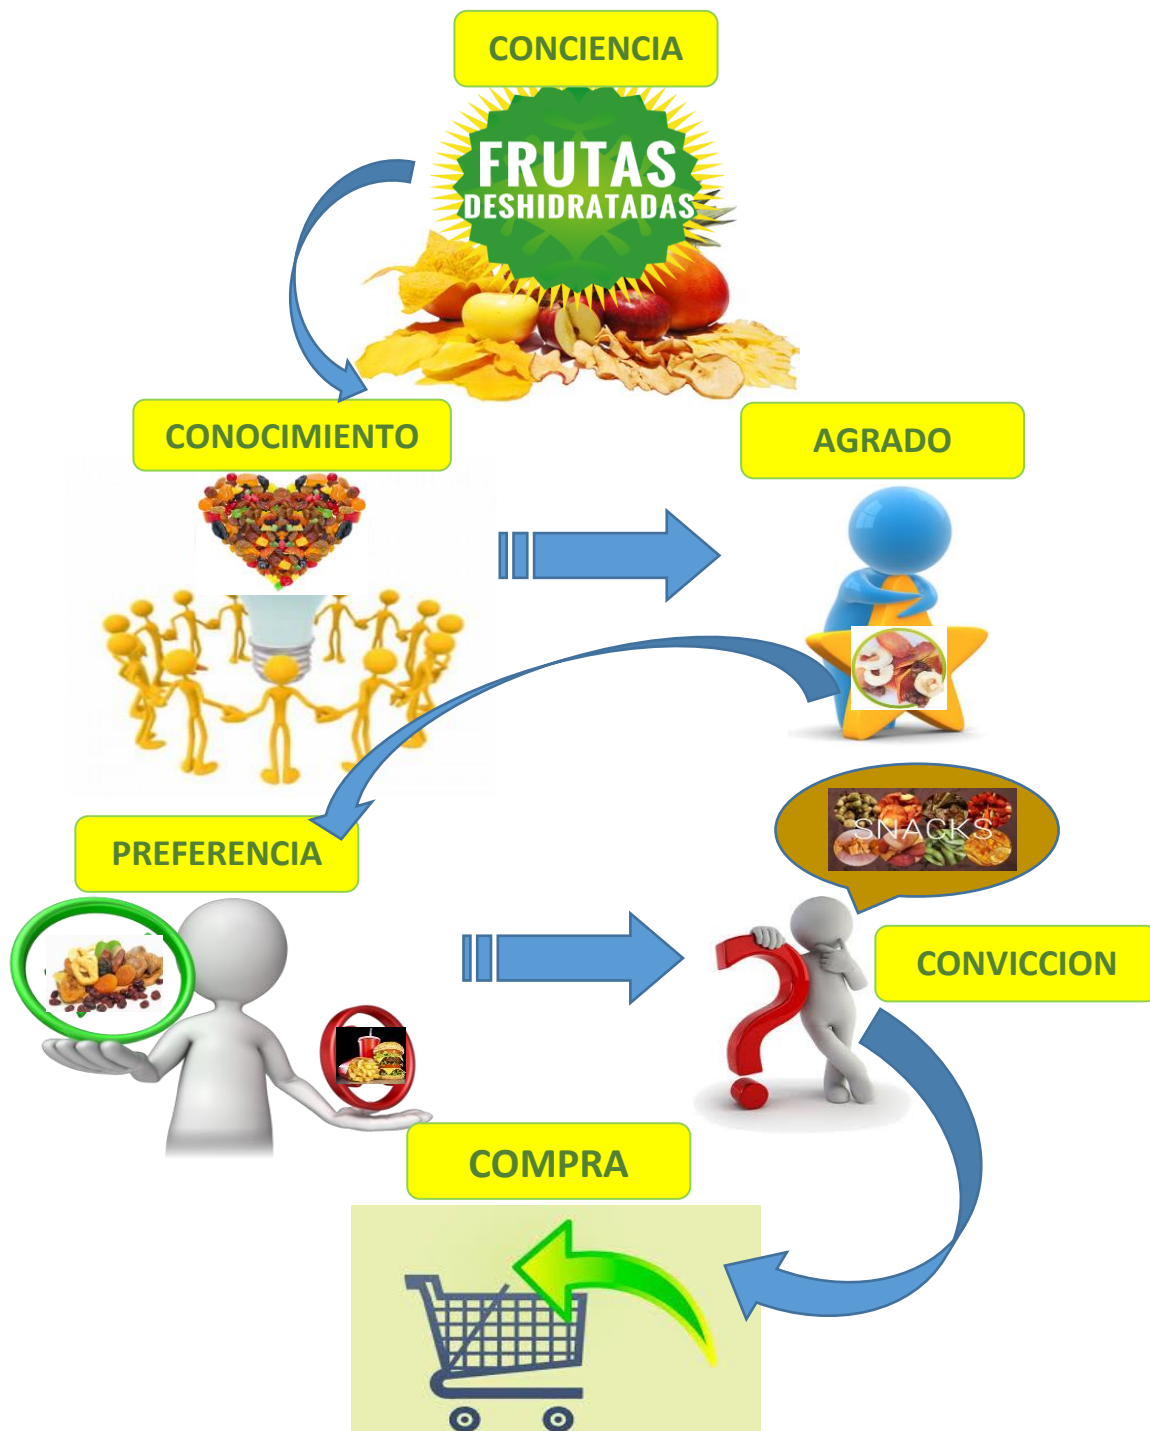 CONCIENCIA
FRUTAS
DESHIDRATADAS
CONOCIMIENTO
AGRADO
SNACKS
PREFERENCIA
CONVICCION
COMPRA